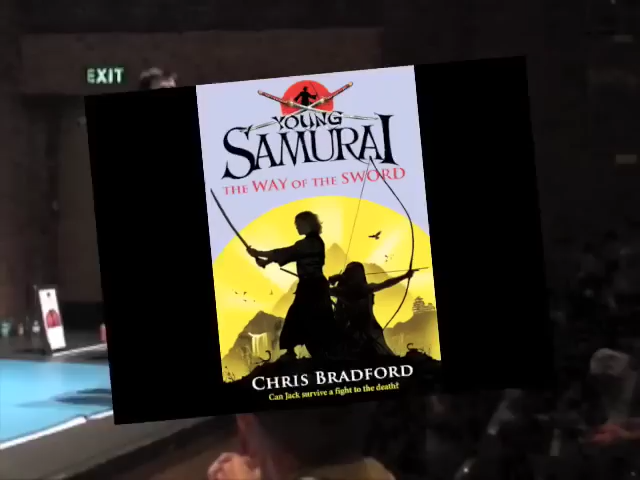 EXIT
YOUNG
SAMURAI
THE WAY OF THE SWORD
CHRIS BRADFORD
Can Jack survive a fight to the death?